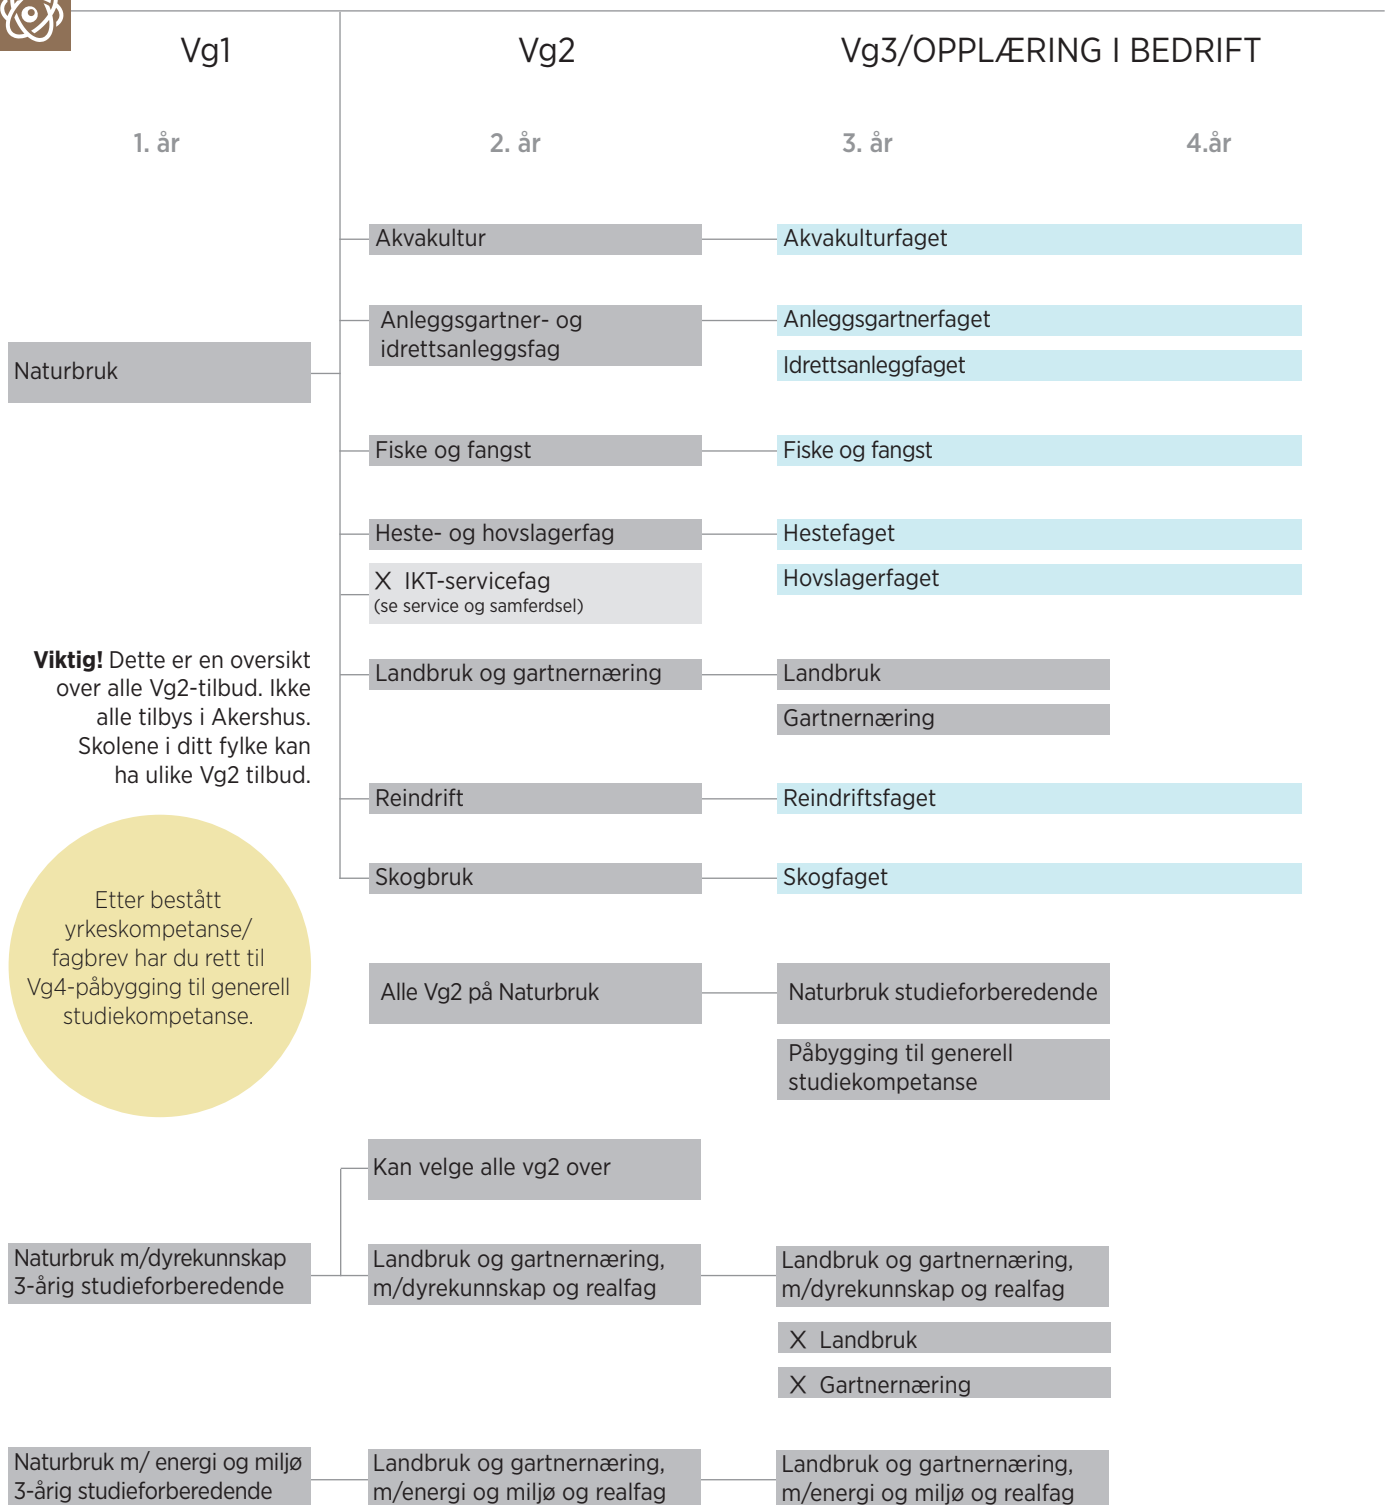 Vg1
Vg2
Vg3/OPPLÆRING I BEDRIFT
1. år
2. år
3. år
4.år
Akvakultur
Akvakulturfaget
Anleggsgartner- og
idrettsanleggsfag
Anleggsgartnerfaget
Idrettsanleggfaget
Naturbruk
Fiske og fangst
Fiske og fangst
Heste- og hovslagerfag
Hestefaget
X IKT-servicefag
(se service og samferdsel)
Hovslagerfaget
Viktig! Dette er en oversikt
over alle Vg2-tilbud. Ikke
alle tilbys i Akershus.
Skolene i ditt fylke kan
ha ulike Vg2 tilbud.
Landbruk og gartnernæring
Landbruk
Gartnernæring
Reindrift
Reindriftsfaget
Skogbruk
Skogfaget
Etter bestått
yrkeskompetanse/
fagbrev har du rett til
Vg4-påbygging til generell
studiekompetanse.
Alle Vg2 på Naturbruk
Naturbruk studieforberedende
Påbygging til generell
studiekompetanse
Kan velge alle vg2 over
Naturbruk m/dyrekunnskap
3-årig studieforberedende
Landbruk og gartnernæring,
m/dyrekunnskap og realfag
Landbruk og gartnernæring,
m/dyrekunnskap og realfag
X Landbruk
X Gartnernæring
Naturbruk m/ energi og miljø
3-årig studieforberedende
Landbruk og gartnernæring,
m/energi og miljø og realfag
Landbruk og gartnernæring,
m/energi og miljø og realfag